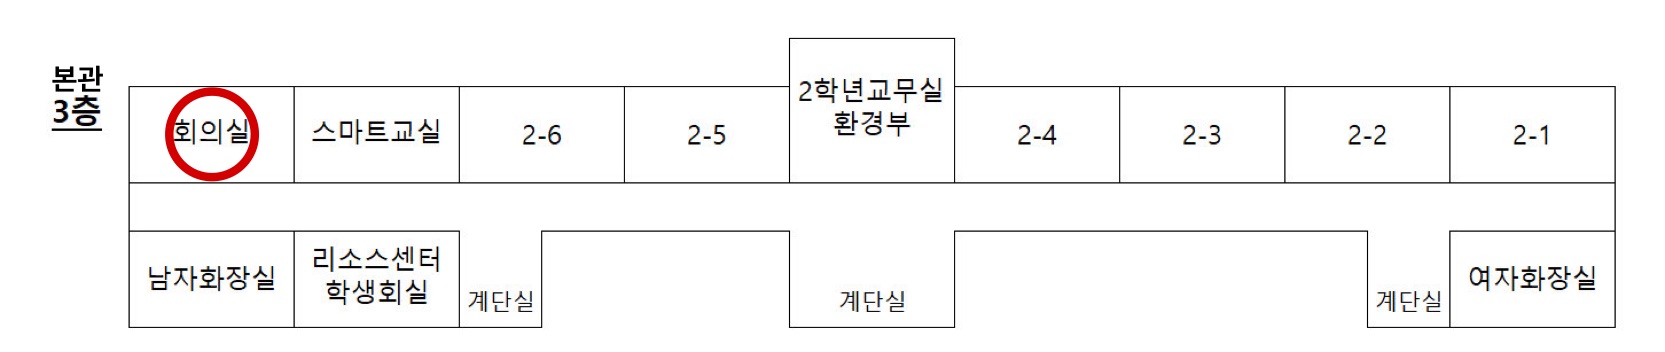 본관
3층
회의실
스마트교실
2-6
2-5
2학년교무실
환경부
2-4
2-3
2-2
2-1
남자화장실
리소스센터
학생회실
계단실
계단실
계단실
여자화장실